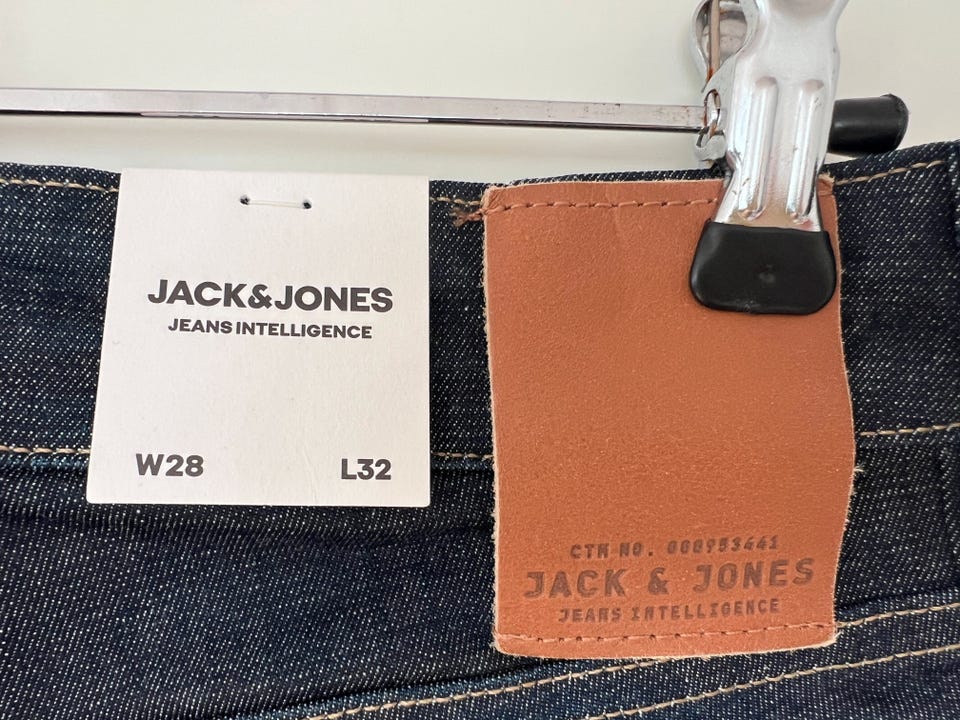 JACK&JONES
JEANS INTELLIGENCE
W28 L32
CTN NO. 000953441
JACK & JONES
JEANS INTELLIGENCE